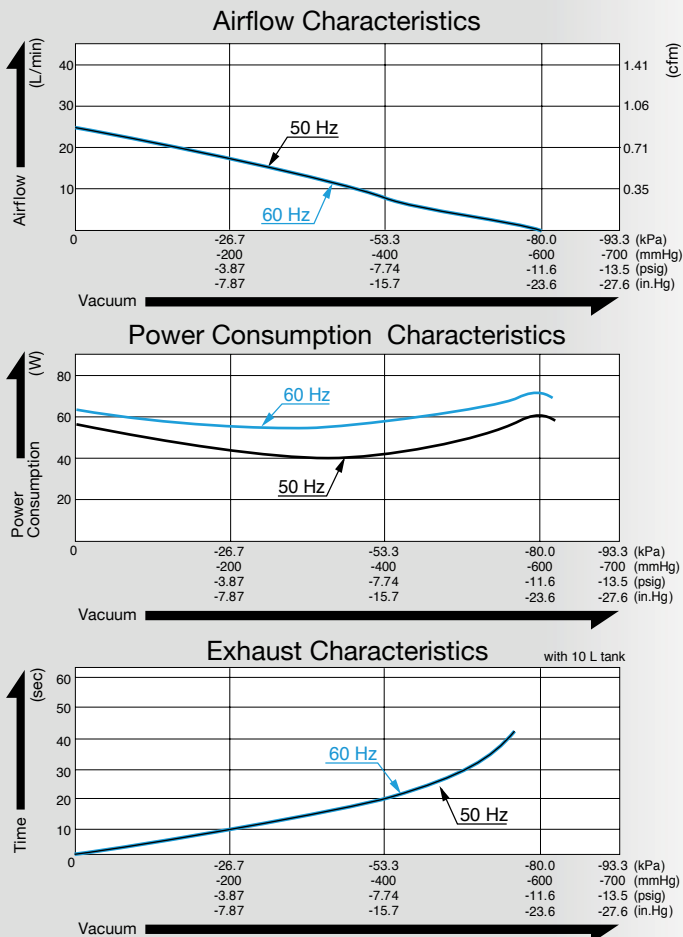 Airflow Characteristics
(L/min)
(cfm)
Airflow
40
30
20
10
1.41
1.06
0.71
0.35
50 Hz
60 Hz
0 -26.7 -53.3 -80.0 -93.3 (kPa)
-200 -400 -600 -700 (mmHg)
-3.87 -7.74 -11.6 -13.5 (psig)
-7.87 -15.7 -23.6 -27.6 (in.Hg)
Vacuum
Power Consumption Characteristics
(W)
Power
Consumption
80
60
40
20
60 Hz
50 Hz
0 -26.7 -53.3 -80.0 -93.3 (kPa)
-200 -400 -600 -700 (mmHg)
-3.87 -7.74 -11.6 -13.5 (psig)
-7.87 -15.7 -23.6 -27.6 (in.Hg)
Vacuum
Exhaust Characteristics
with 10 L tank
(sec)
Time
60
50
40
30
20
10
60 Hz
50 Hz
0 -26.7 -53.3 -80.0 -93.3 (kPa)
-200 -400 -600 -700 (mmHg)
-3.87 -7.74 -11.6 -13.5 (psig)
-7.87 -15.7 -23.6 -27.6 (in.Hg)
Vacuum